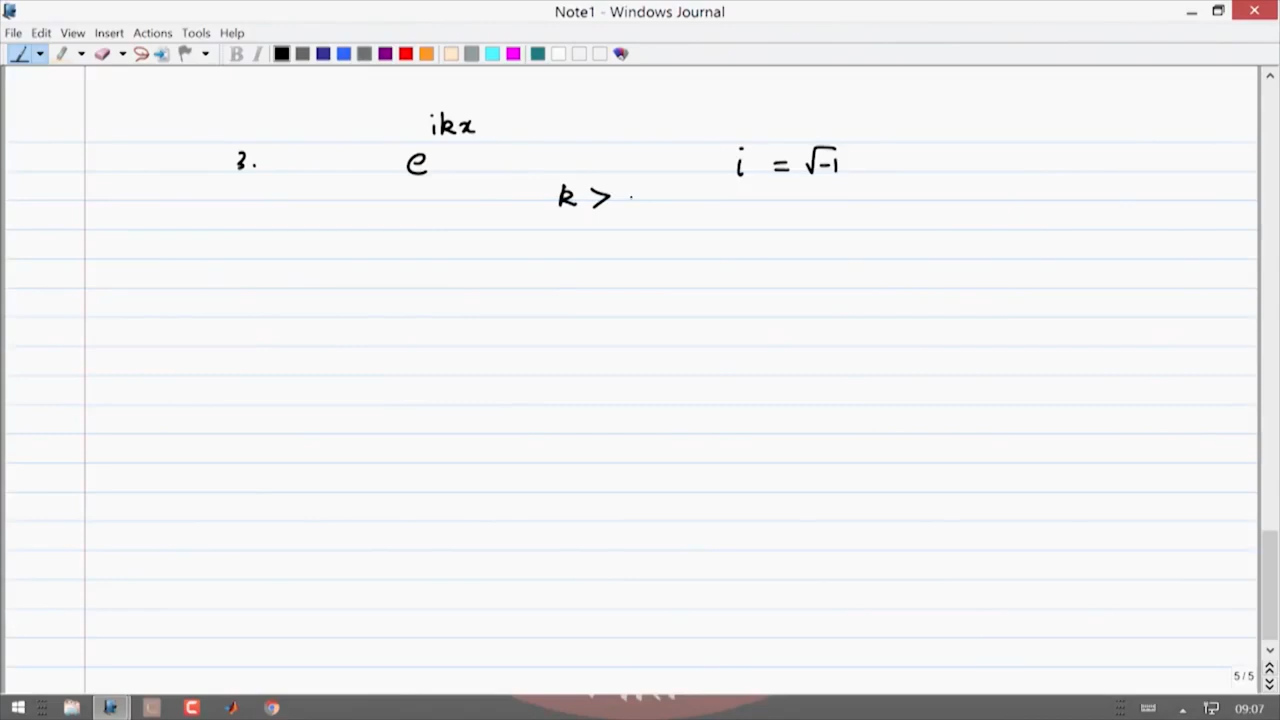 Note1 - Windows Journal
File Edit View Insert Actions Tools Help
B I
3. e^{ikx} i = √-1
k > ·
5 / 5
09:07